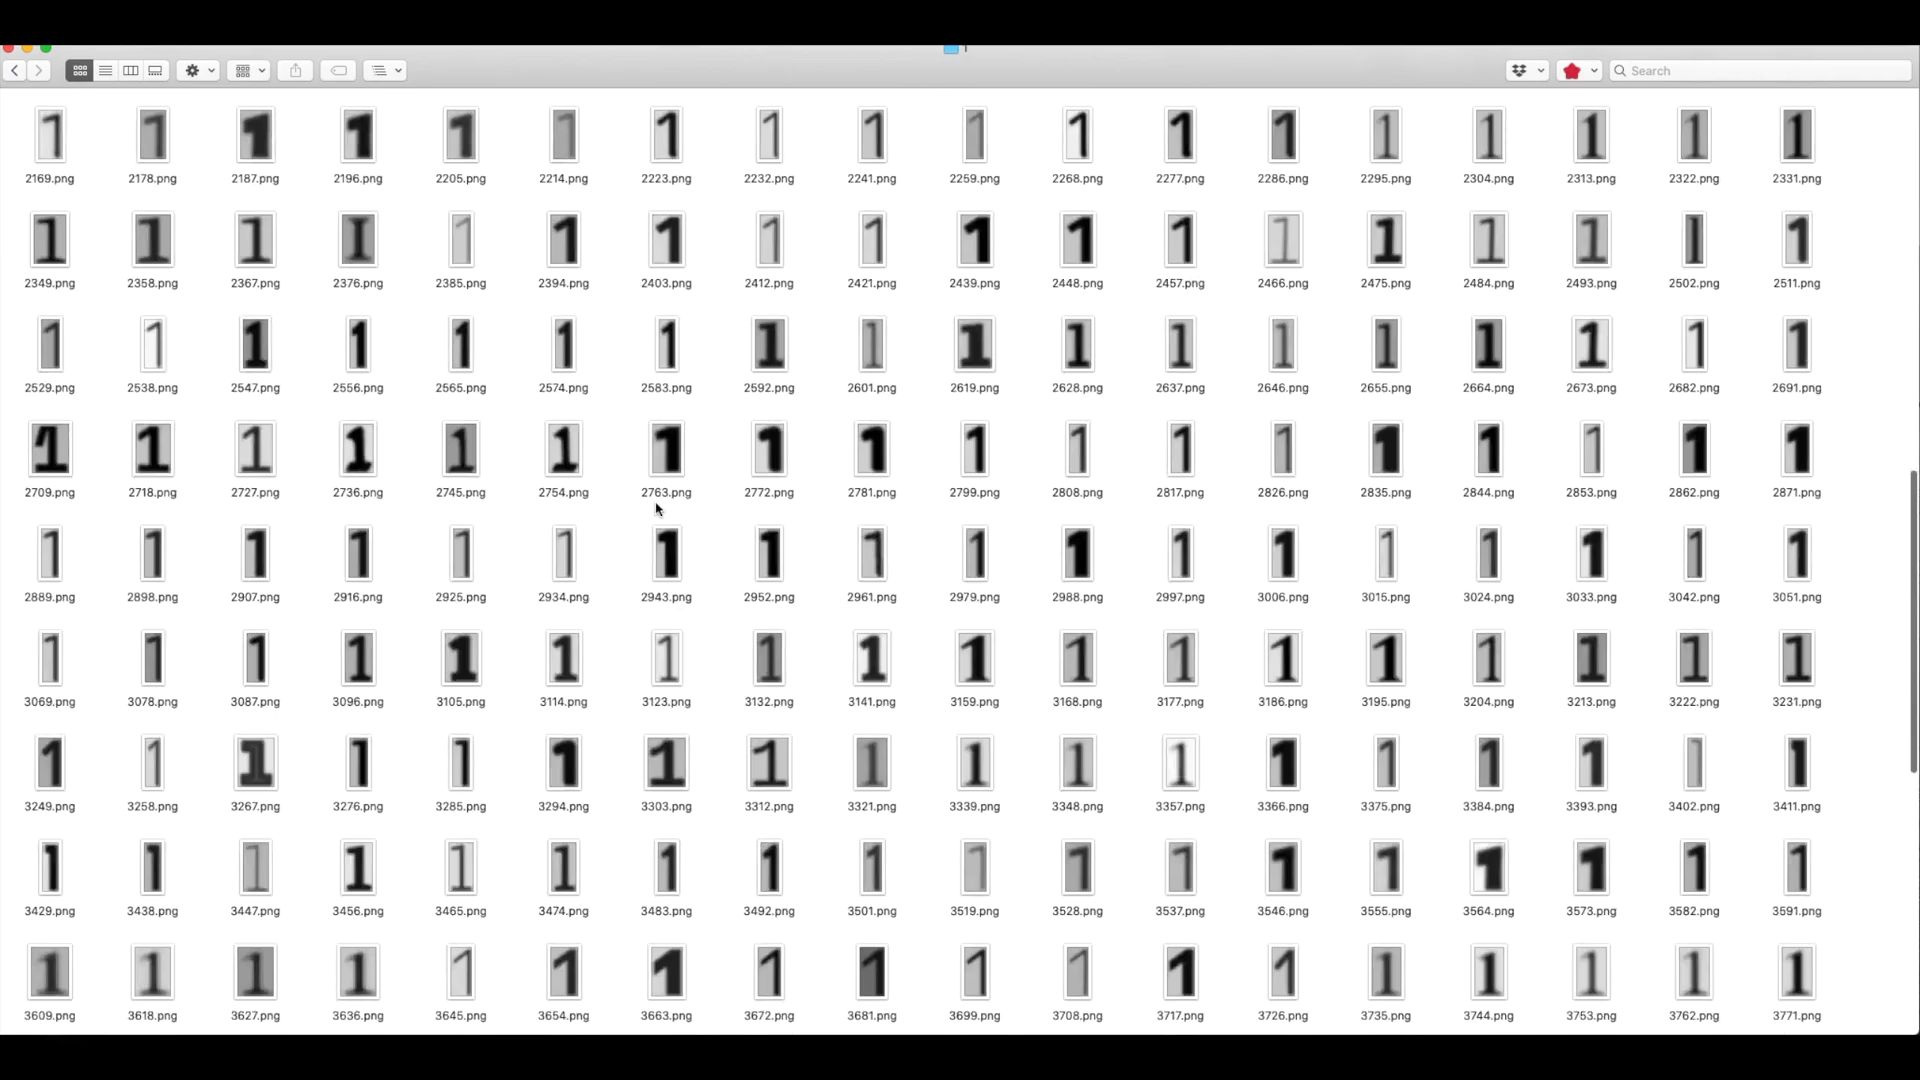 1
Search
1 1 1 1 1 1 1 1 1 1 1 1 1 1 1 1 1 1
2169.png 2178.png 2187.png 2196.png 2205.png 2214.png 2223.png 2232.png 2241.png 2259.png 2268.png 2277.png 2286.png 2295.png 2304.png 2313.png 2322.png 2331.png
1 1 1 1 1 1 1 1 1 1 1 1 1 1 1 1 1 1
2349.png 2358.png 2367.png 2376.png 2385.png 2394.png 2403.png 2412.png 2421.png 2439.png 2448.png 2457.png 2466.png 2475.png 2484.png 2493.png 2502.png 2511.png
1 1 1 1 1 1 1 1 1 1 1 1 1 1 1 1 1 1
2529.png 2538.png 2547.png 2556.png 2565.png 2574.png 2583.png 2592.png 2601.png 2619.png 2628.png 2637.png 2646.png 2655.png 2664.png 2673.png 2682.png 2691.png
1 1 1 1 1 1 1 1 1 1 1 1 1 1 1 1 1 1
2709.png 2718.png 2727.png 2736.png 2745.png 2754.png 2763.png 2772.png 2781.png 2799.png 2808.png 2817.png 2826.png 2835.png 2844.png 2853.png 2862.png 2871.png
1 1 1 1 1 1 1 1 1 1 1 1 1 1 1 1 1 1
2889.png 2898.png 2907.png 2916.png 2925.png 2934.png 2943.png 2952.png 2961.png 2979.png 2988.png 2997.png 3006.png 3015.png 3024.png 3033.png 3042.png 3051.png
1 1 1 1 1 1 1 1 1 1 1 1 1 1 1 1 1 1
3069.png 3078.png 3087.png 3096.png 3105.png 3114.png 3123.png 3132.png 3141.png 3159.png 3168.png 3177.png 3186.png 3195.png 3204.png 3213.png 3222.png 3231.png
1 1 1 1 1 1 1 1 1 1 1 1 1 1 1 1 1 1
3249.png 3258.png 3267.png 3276.png 3285.png 3294.png 3303.png 3312.png 3321.png 3339.png 3348.png 3357.png 3366.png 3375.png 3384.png 3393.png 3402.png 3411.png
1 1 1 1 1 1 1 1 1 1 1 1 1 1 1 1 1 1
3429.png 3438.png 3447.png 3456.png 3465.png 3474.png 3483.png 3492.png 3501.png 3519.png 3528.png 3537.png 3546.png 3555.png 3564.png 3573.png 3582.png 3591.png
1 1 1 1 1 1 1 1 1 1 1 1 1 1 1 1 1 1
3609.png 3618.png 3627.png 3636.png 3645.png 3654.png 3663.png 3672.png 3681.png 3699.png 3708.png 3717.png 3726.png 3735.png 3744.png 3753.png 3762.png 3771.png